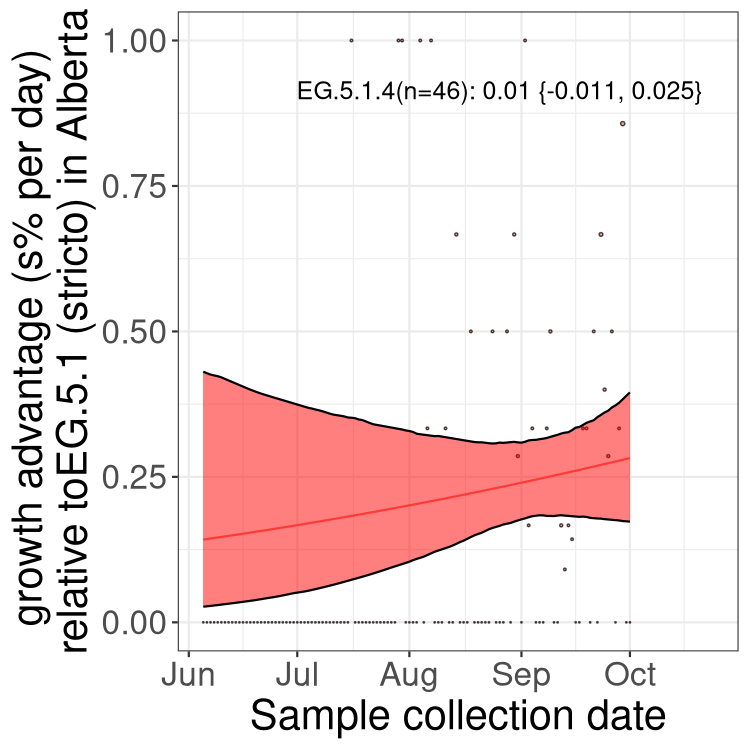 growth advantage (s% per day)
relative toEG.5.1 (stricto) in Alberta
1.00
0.75
0.50
0.25
0.00
EG.5.1.4(n=46): 0.01 {-0.011, 0.025}
Jun Jul Aug Sep Oct
Sample collection date